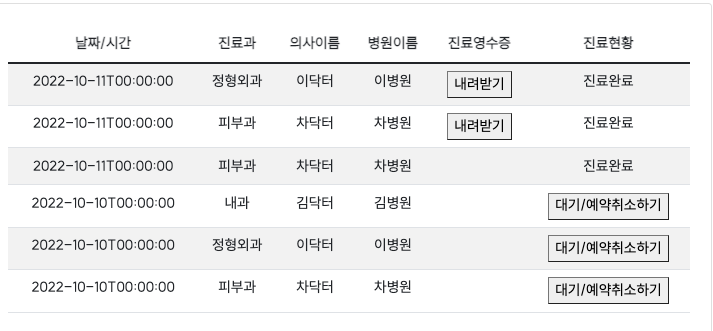 날짜/시간 진료과 의사이름 병원이름 진료영수증 진료현황
2022-10-11T00:00:00 정형외과 이닥터 이병원 내려받기 진료완료
2022-10-11T00:00:00 피부과 차닥터 차병원 내려받기 진료완료
2022-10-11T00:00:00 피부과 차닥터 차병원 진료완료
2022-10-10T00:00:00 내과 김닥터 김병원 대기/예약취소하기
2022-10-10T00:00:00 정형외과 이닥터 이병원 대기/예약취소하기
2022-10-10T00:00:00 피부과 차닥터 차병원 대기/예약취소하기